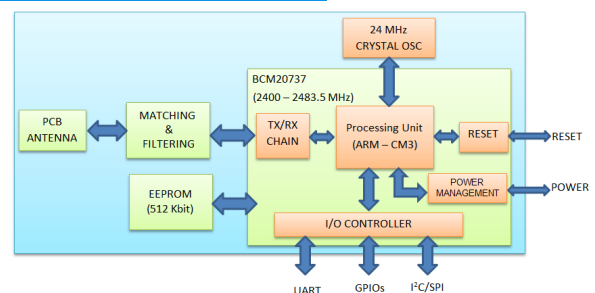 24 MHz
CRYSTAL OSC
BCM20737
(2400 – 2483.5 MHz)
PCB
ANTENNA
MATCHING
&
FILTERING
TX/RX
CHAIN
Processing Unit
(ARM – CM3)
RESET
RESET
EEPROM
(512 Kbit)
POWER
MANAGEMENT
POWER
I/O CONTROLLER
UART
GPIOs
I²C/SPI